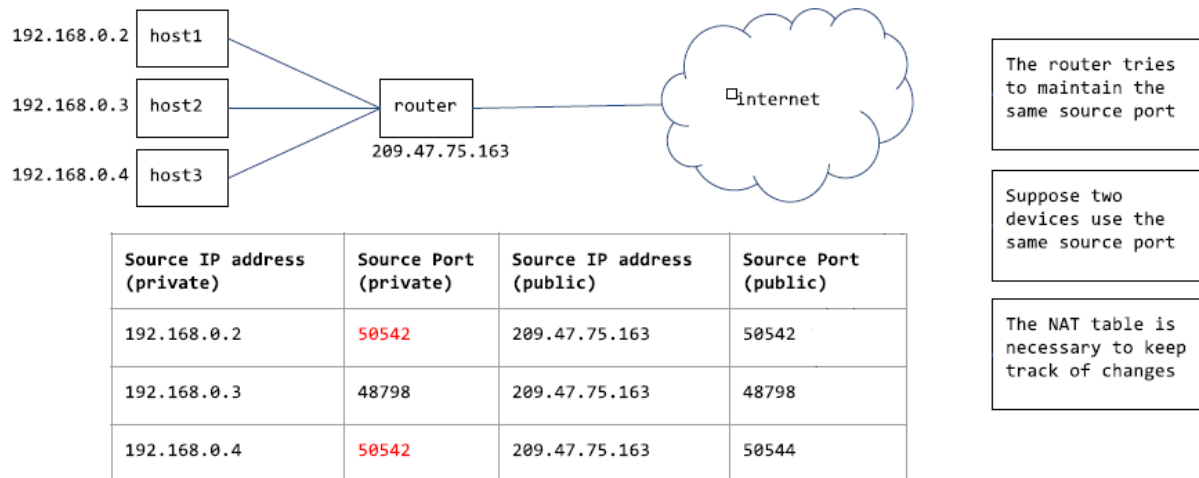 192.168.0.2 host1
192.168.0.3 host2
192.168.0.4 host3
router
209.47.75.163
internet
The router tries
to maintain the
same source port
Suppose two
devices use the
same source port
The NAT table is
necessary to keep
track of changes
Source IP address (private) Source Port (private) Source IP address (public) Source Port (public)
192.168.0.2 50542 209.47.75.163 50542
192.168.0.3 48798 209.47.75.163 48798
192.168.0.4 50542 209.47.75.163 50544